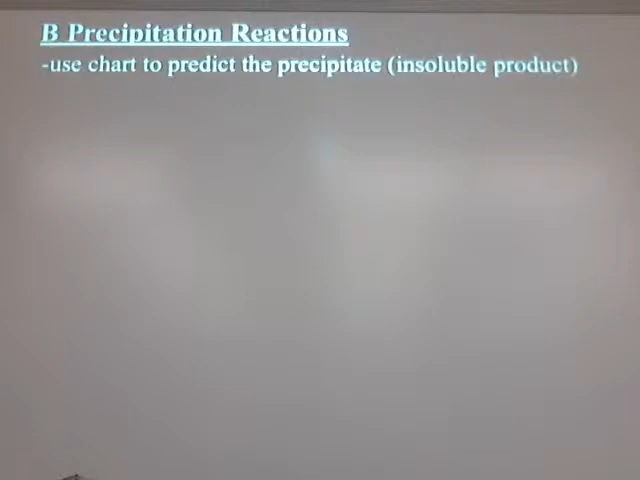 B Precipitation Reactions
-use chart to predict the precipitate (insoluble product)